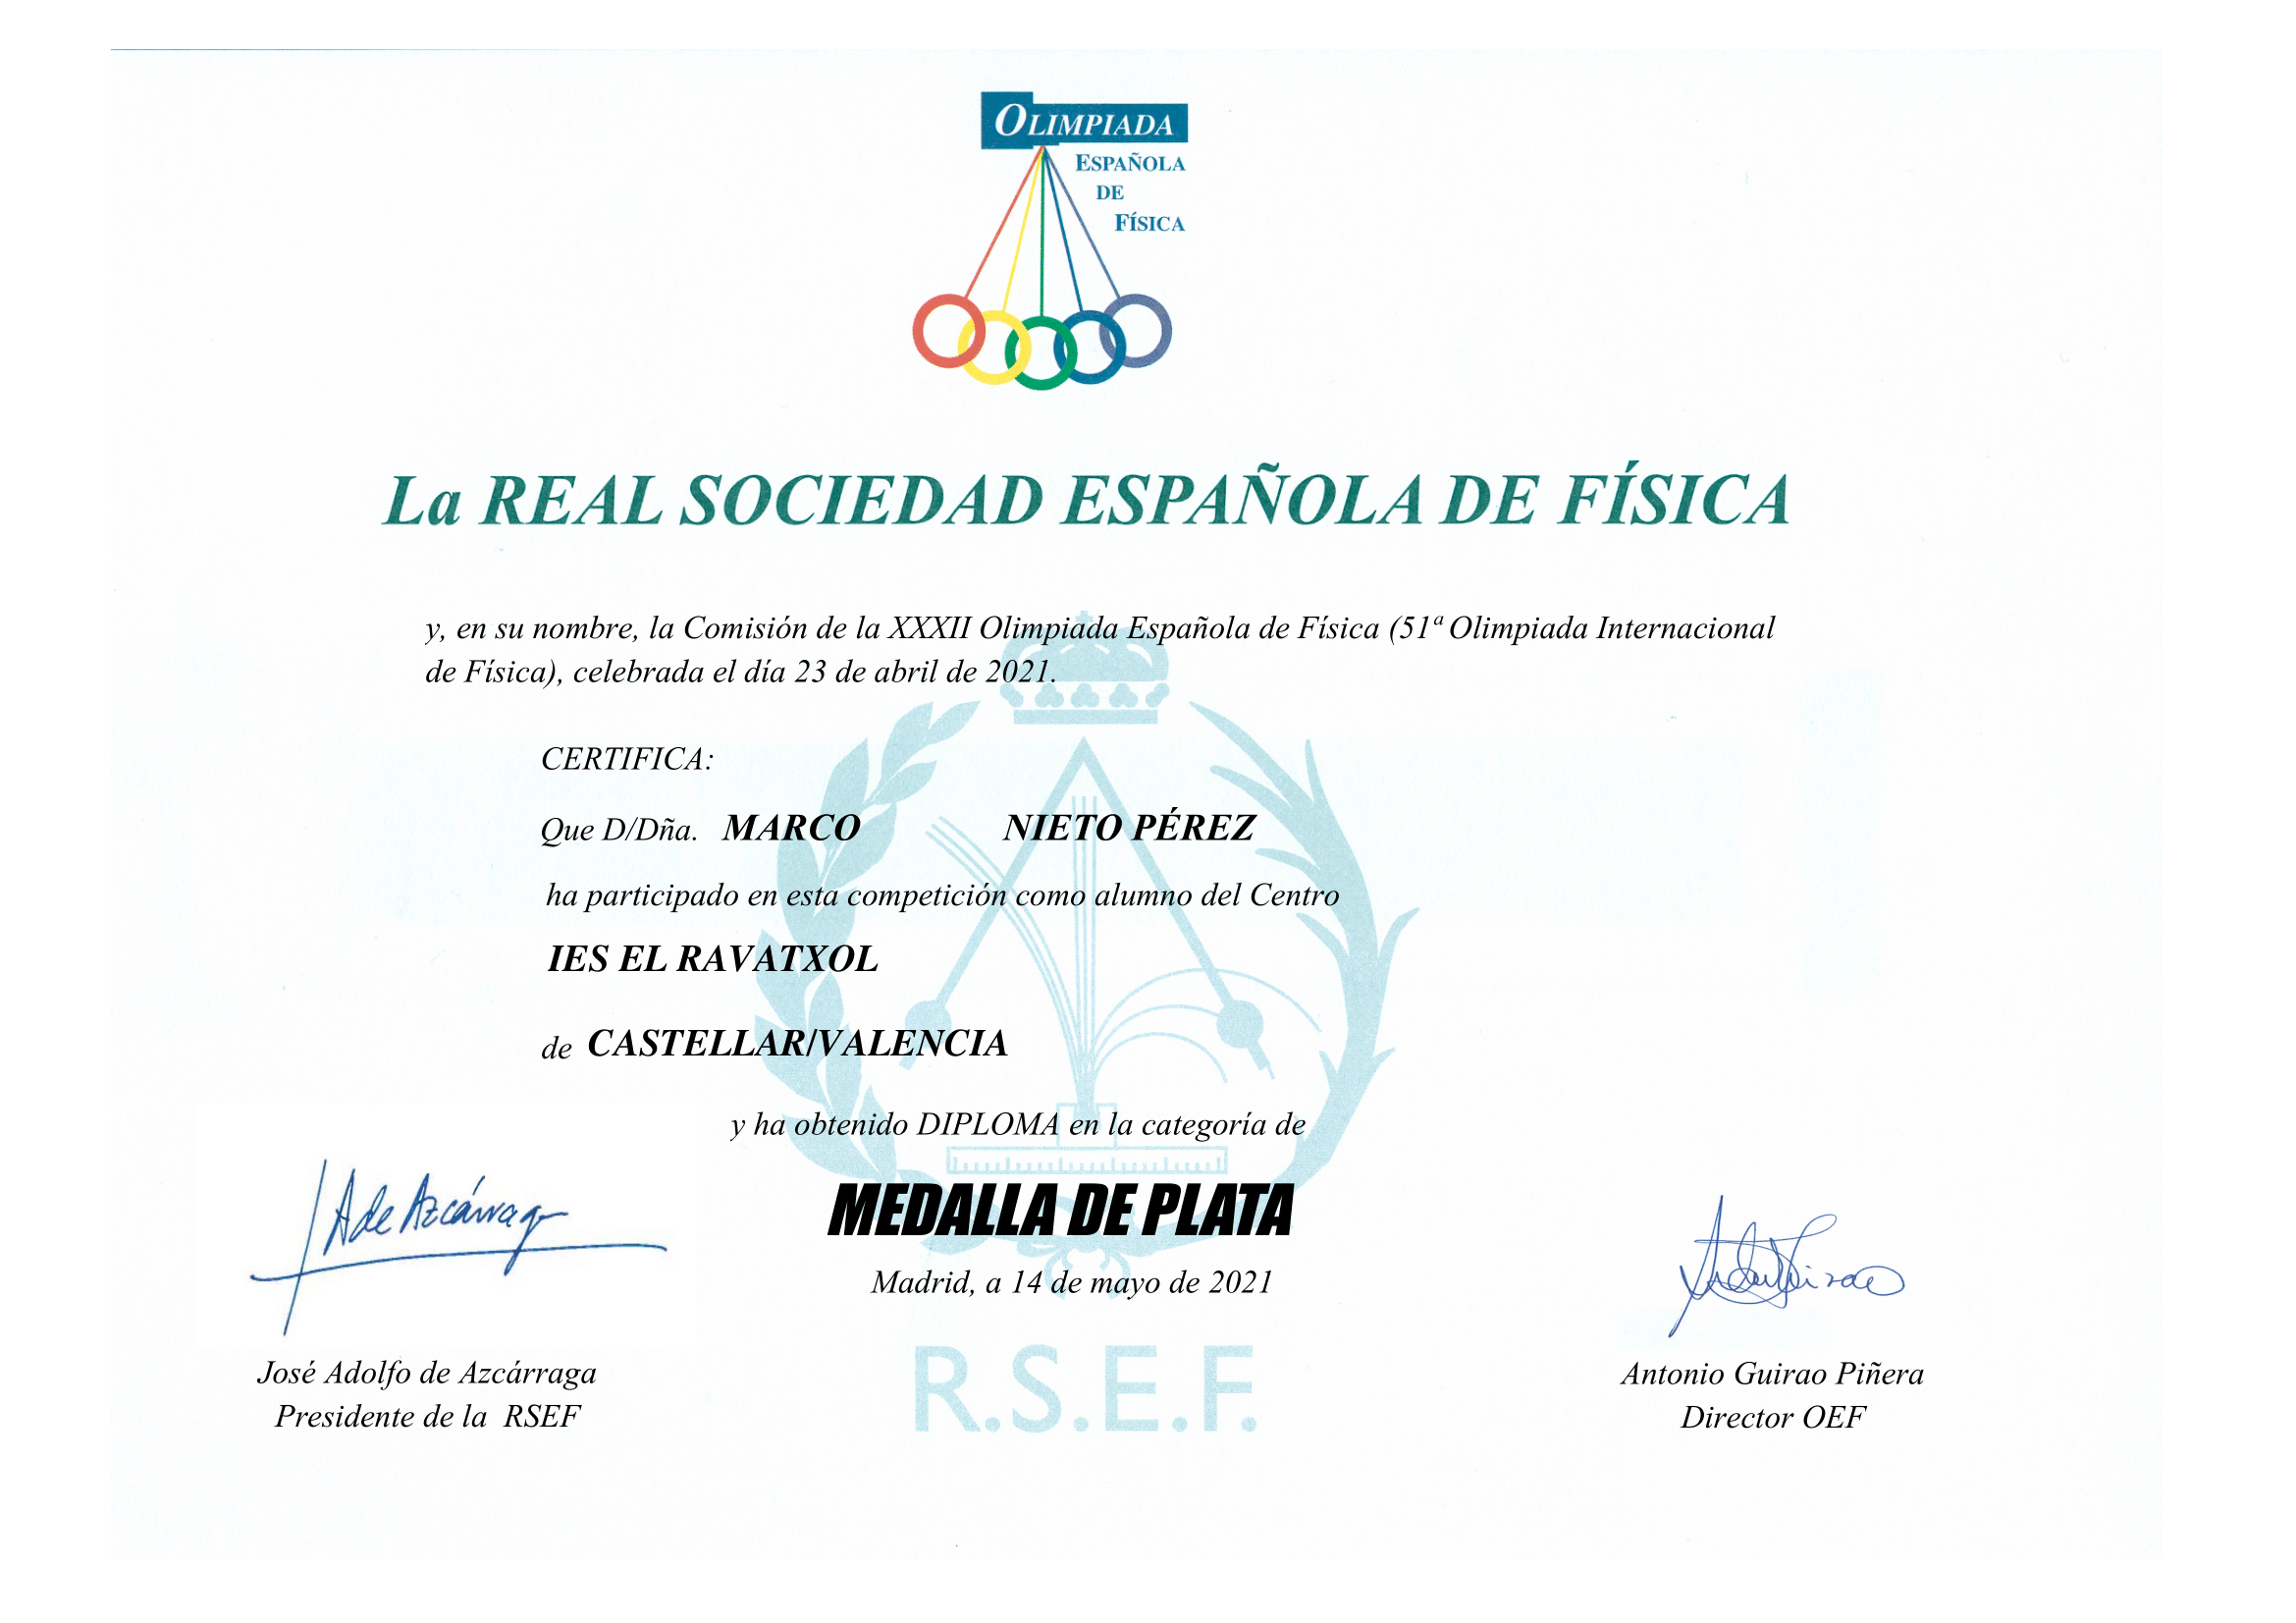 OLIMPIADA
ESPAÑOLA
DE
FÍSICA
La REAL SOCIEDAD ESPAÑOLA DE FÍSICA
y, en su nombre, la Comisión de la XXXII Olimpiada Española de Física (51ª Olimpiada Internacional
de Física), celebrada el día 23 de abril de 2021.
CERTIFICA:
Que D/Dña. MARCO NIETO PÉREZ
ha participado en esta competición como alumno del Centro
IES EL RAVATXOL
de CASTELLAR/VALENCIA
y ha obtenido DIPLOMA en la categoría de
A de Azcárraga
MEDALLA DE PLATA
Madrid, a 14 de mayo de 2021
R.S.E.F.
José Adolfo de Azcárraga
Presidente de la RSEF
Antonio Guirao Piñera
Director OEF